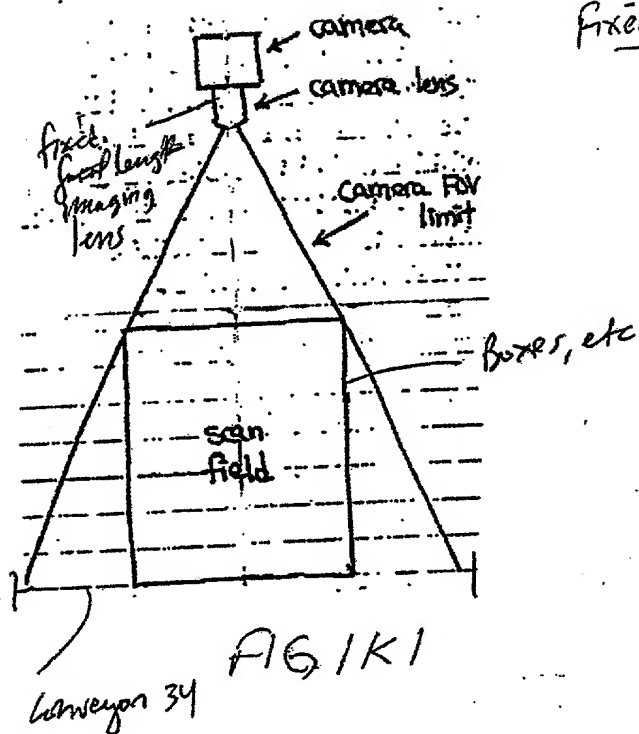 camera
Fixe
camera lens
fixed
focal length
imaging
lens
camera FOV
limit
Boxes, etc
scan
field
FIG 1K1
Conveyor 34